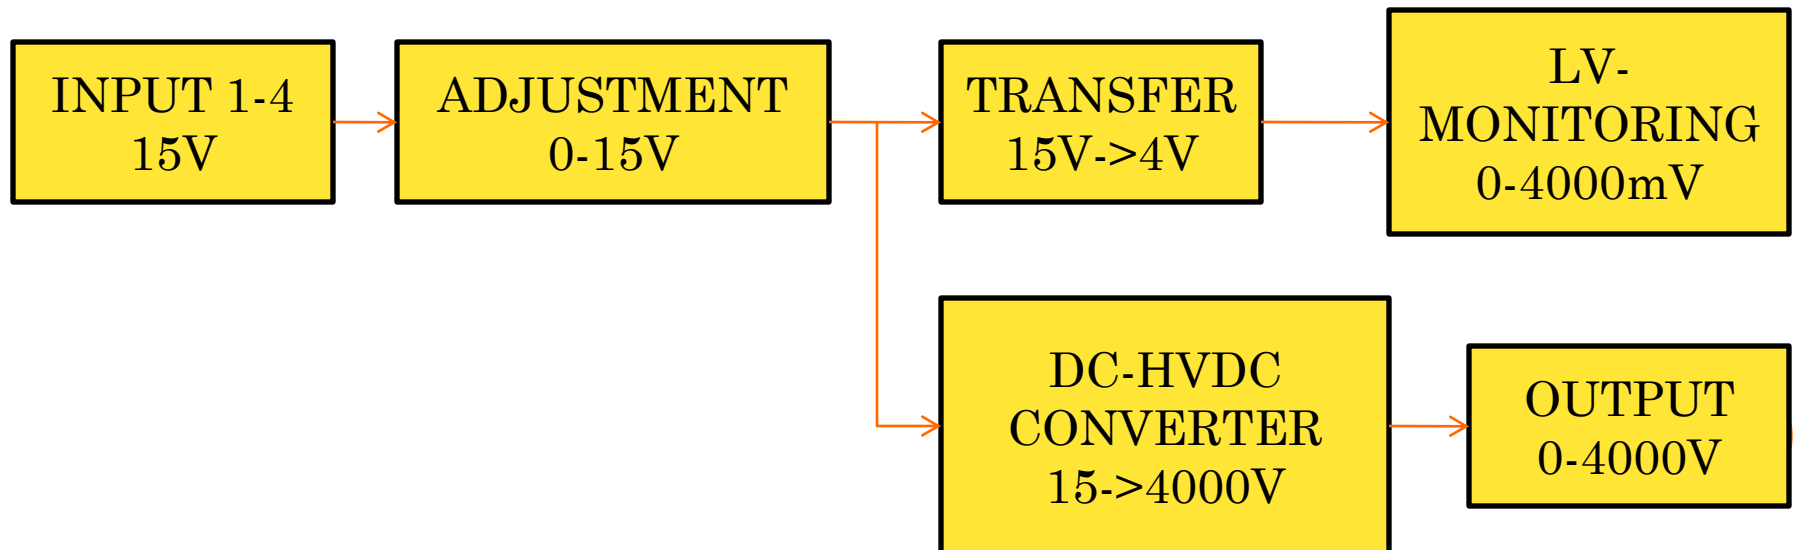 INPUT 1-4
15V
ADJUSTMENT
0-15V
TRANSFER
15V->4V
LV-
MONITORING
0-4000mV
DC-HVDC
CONVERTER
15->4000V
OUTPUT
0-4000V